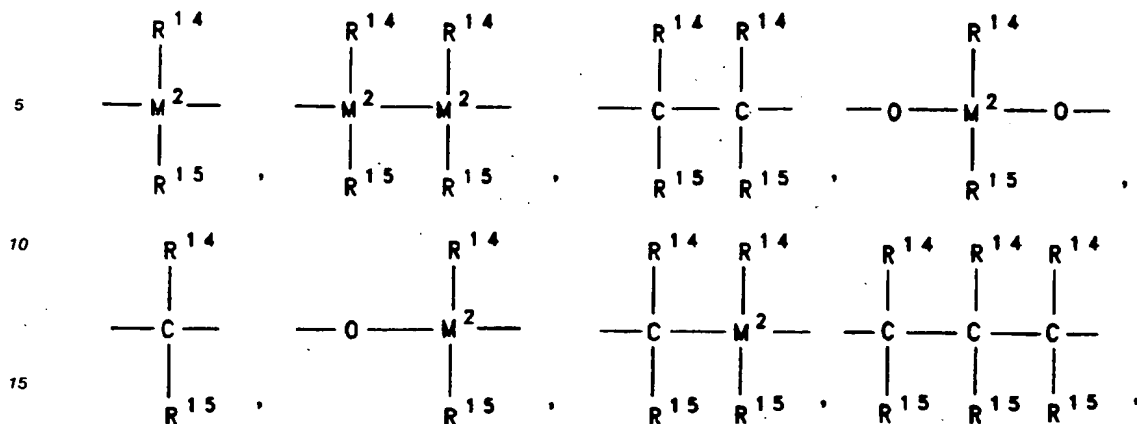 R14 R14 R14 R14 R14 R14
5 —M2— —M2—M2— —C—C— —O—M2—O—
R15 , R15 R15 , R15 R15 , R15 ,
10 R14 R14 R14 R14 R14 R14 R14
—C— —O—M2— —C—M2— —C—C—C—
15 R15 , R15 , R15 R15 , R15 R15 R15 ,